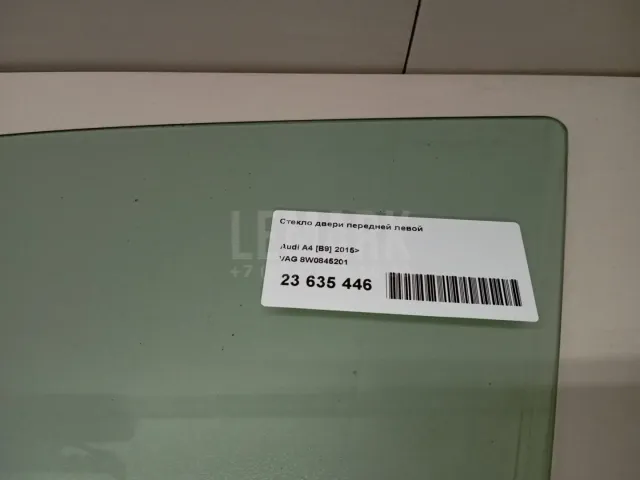 Стекло двери передней левой
Audi A4 [B9] 2015>
VAG 8W0845201
23 635 446